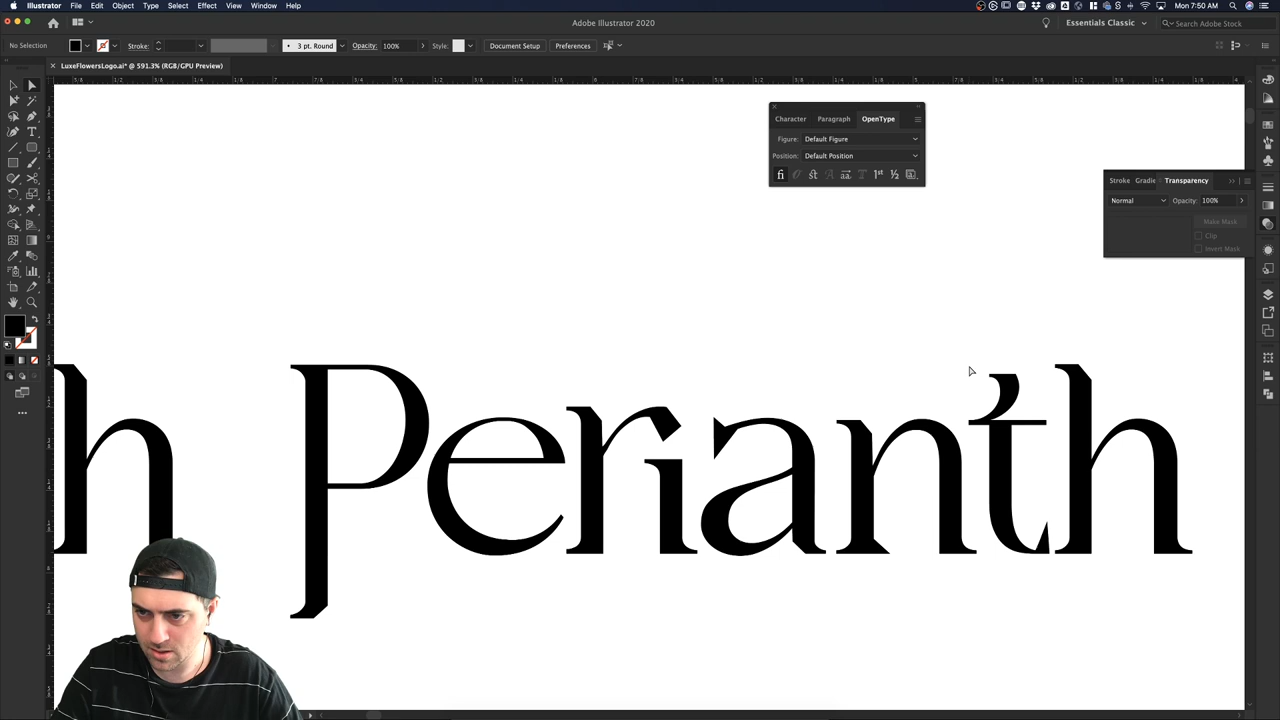 Illustrator File Edit Object Type Select Effect View Window Help
Mon 7:50 AM
Adobe Illustrator 2020
Essentials Classic
Search Adobe Stock
No Selection
Stroke:
3 pt. Round
Opacity: 100%
Style:
Document Setup
Preferences
LuxeFlowersLogo.ai* @ 591.3% (RGB/GPU Preview)
Character Paragraph OpenType
Figure: Default Figure
Position: Default Position
Stroke Gradie Transparency
Normal Opacity: 100%
Make Mask
Clip
Invert Mask
h Perianth